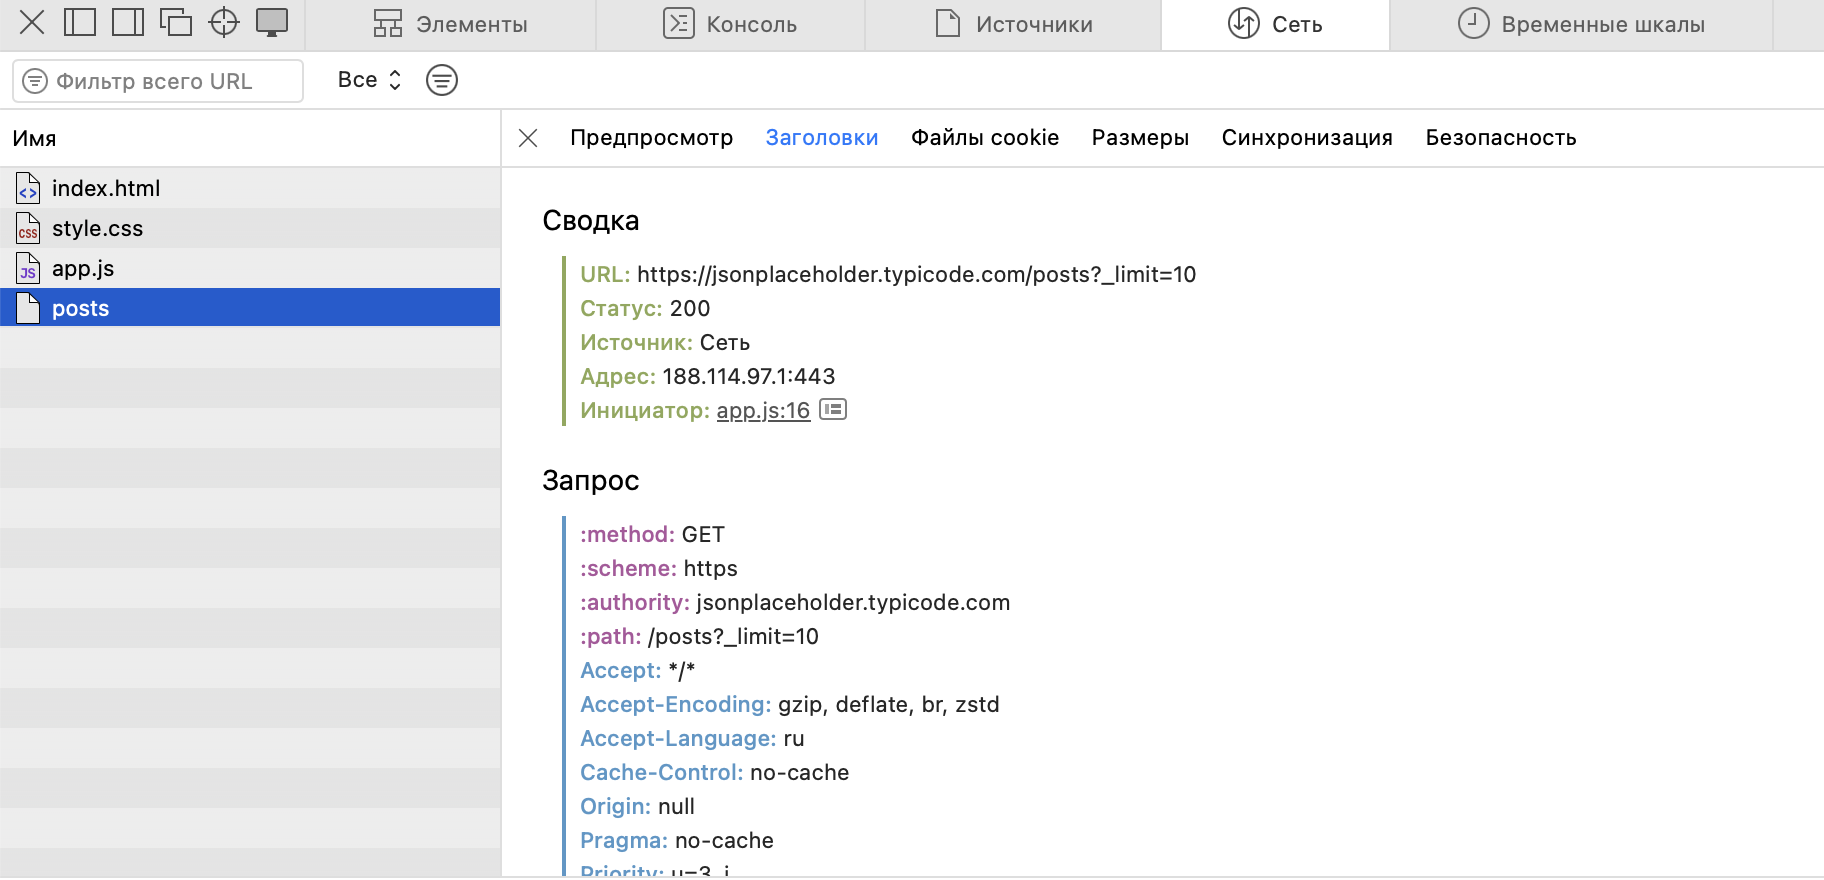 Элементы
Консоль
Источники
Сеть
Временные шкалы
Фильтр всего URL
Все
Имя
Предпросмотр
Заголовки
Файлы cookie
Размеры
Синхронизация
Безопасность
index.html
CSS
style.css
JS
app.js
posts
Сводка
URL: https://jsonplaceholder.typicode.com/posts?_limit=10
Статус: 200
Источник: Сеть
Адрес: 188.114.97.1:443
Инициатор: app.js:16
Запрос
:method: GET
:scheme: https
:authority: jsonplaceholder.typicode.com
:path: /posts?_limit=10
Accept: */*
Accept-Encoding: gzip, deflate, br, zstd
Accept-Language: ru
Cache-Control: no-cache
Origin: null
Pragma: no-cache
Priority: u=3, i